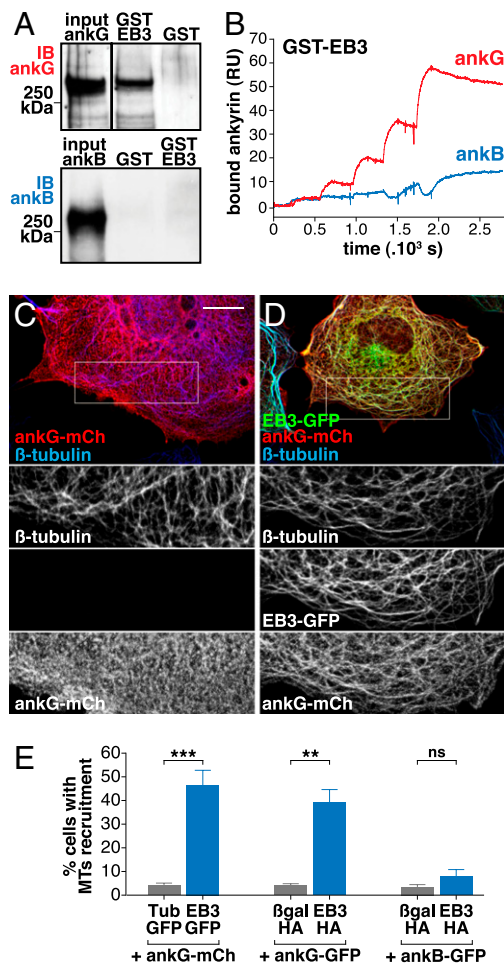 A
input ankG
GST EB3
GST
IB ankG
250 kDa
input ankB
GST
GST EB3
IB ankB
250 kDa
B
GST-EB3
ankG
ankB
bound ankyrin (RU)
60
50
40
30
20
10
0
0 0.5 1.0 1.5 2.0 2.5
time (.10³ s)
C
ankG-mCh
ß-tubulin
ß-tubulin
ankG-mCh
D
EB3-GFP
ankG-mCh
ß-tubulin
ß-tubulin
EB3-GFP
ankG-mCh
E
% cells with
MTs recruitment
60
50
40
30
20
10
0
***
**
ns
Tub GFP
EB3 GFP
ßgal HA
EB3 HA
ßgal HA
EB3 HA
+ ankG-mCh
+ ankG-GFP
+ ankB-GFP